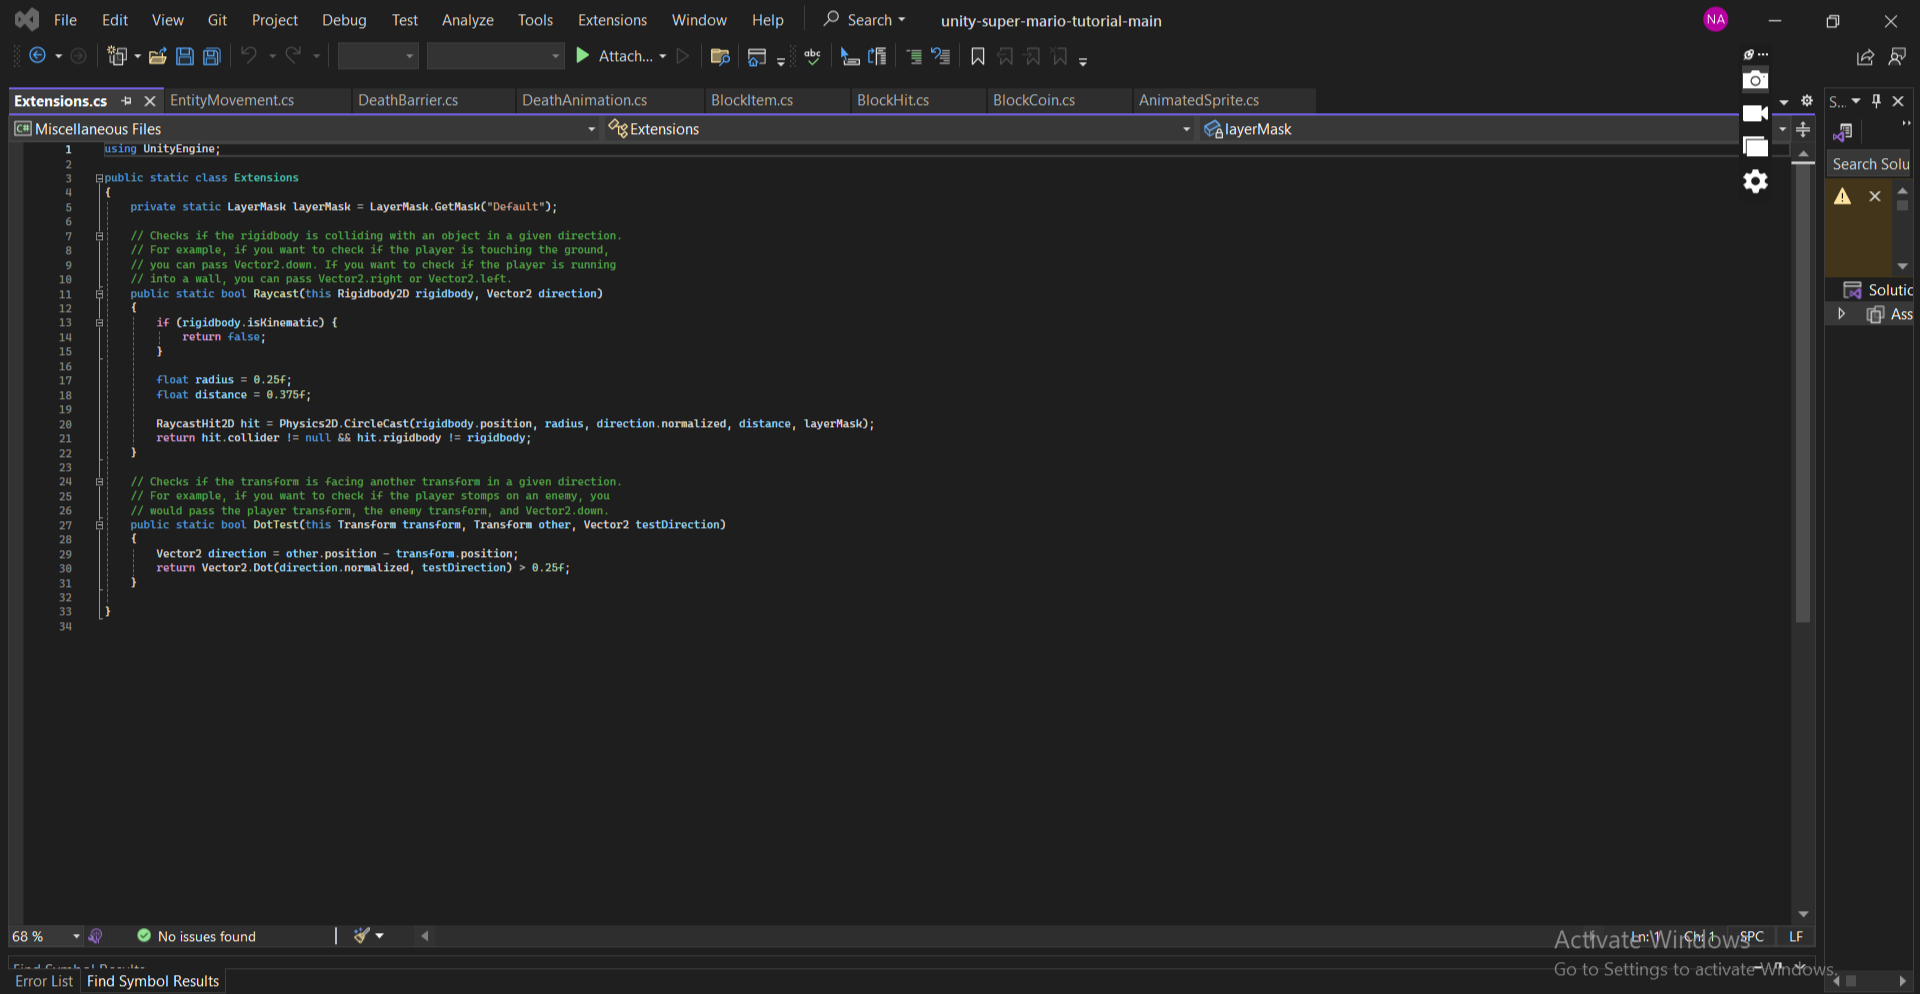 File Edit View Git Project Debug Test Analyze Tools Extensions Window Help Search unity-super-mario-tutorial-main NA
Attach... abc
Extensions.cs EntityMovement.cs DeathBarrier.cs DeathAnimation.cs BlockItem.cs BlockHit.cs BlockCoin.cs AnimatedSprite.cs S...
C# Miscellaneous Files Extensions layerMask
Search Solu
Solutic
Ass
1 using UnityEngine;
2
3 public static class Extensions
4 {
5 private static LayerMask layerMask = LayerMask.GetMask("Default");
6
7 // Checks if the rigidbody is colliding with an object in a given direction.
8 // For example, if you want to check if the player is touching the ground,
9 // you can pass Vector2.down. If you want to check if the player is running
10 // into a wall, you can pass Vector2.right or Vector2.left.
11 public static bool Raycast(this Rigidbody2D rigidbody, Vector2 direction)
12 {
13 if (rigidbody.isKinematic) {
14 return false;
15 }
16
17 float radius = 0.25f;
18 float distance = 0.375f;
19
20 RaycastHit2D hit = Physics2D.CircleCast(rigidbody.position, radius, direction.normalized, distance, layerMask);
21 return hit.collider != null && hit.rigidbody != rigidbody;
22 }
23
24 // Checks if the transform is facing another transform in a given direction.
25 // For example, if you want to check if the player stomps on an enemy, you
26 // would pass the player transform, the enemy transform, and Vector2.down.
27 public static bool DotTest(this Transform transform, Transform other, Vector2 testDirection)
28 {
29 Vector2 direction = other.position - transform.position;
30 return Vector2.Dot(direction.normalized, testDirection) > 0.25f;
31 }
32
33 }
34
68 % No issues found Ln: 1 Ch: 1 SPC LF
Activate Windows
Go to Settings to activate Windows.
Find Symbol Results
Error List Find Symbol Results